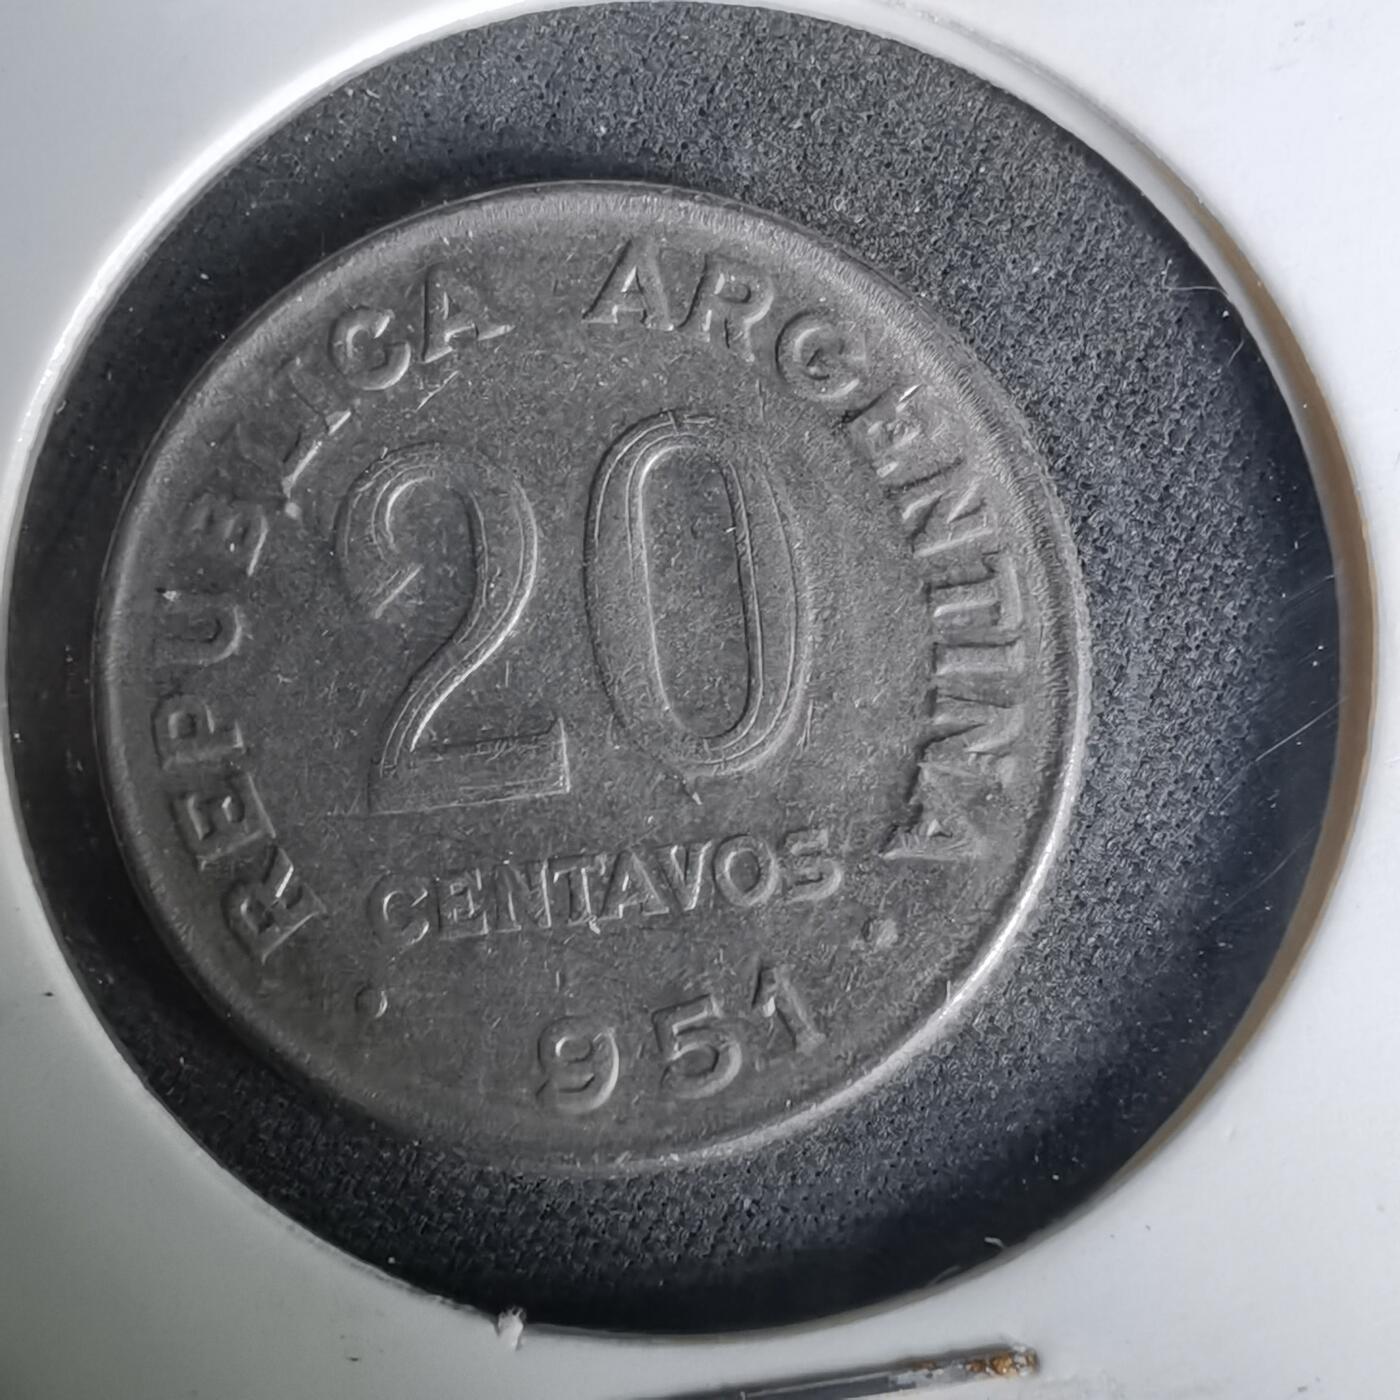 REPUBLICA ARGENTINA
20
CENTAVOS
951